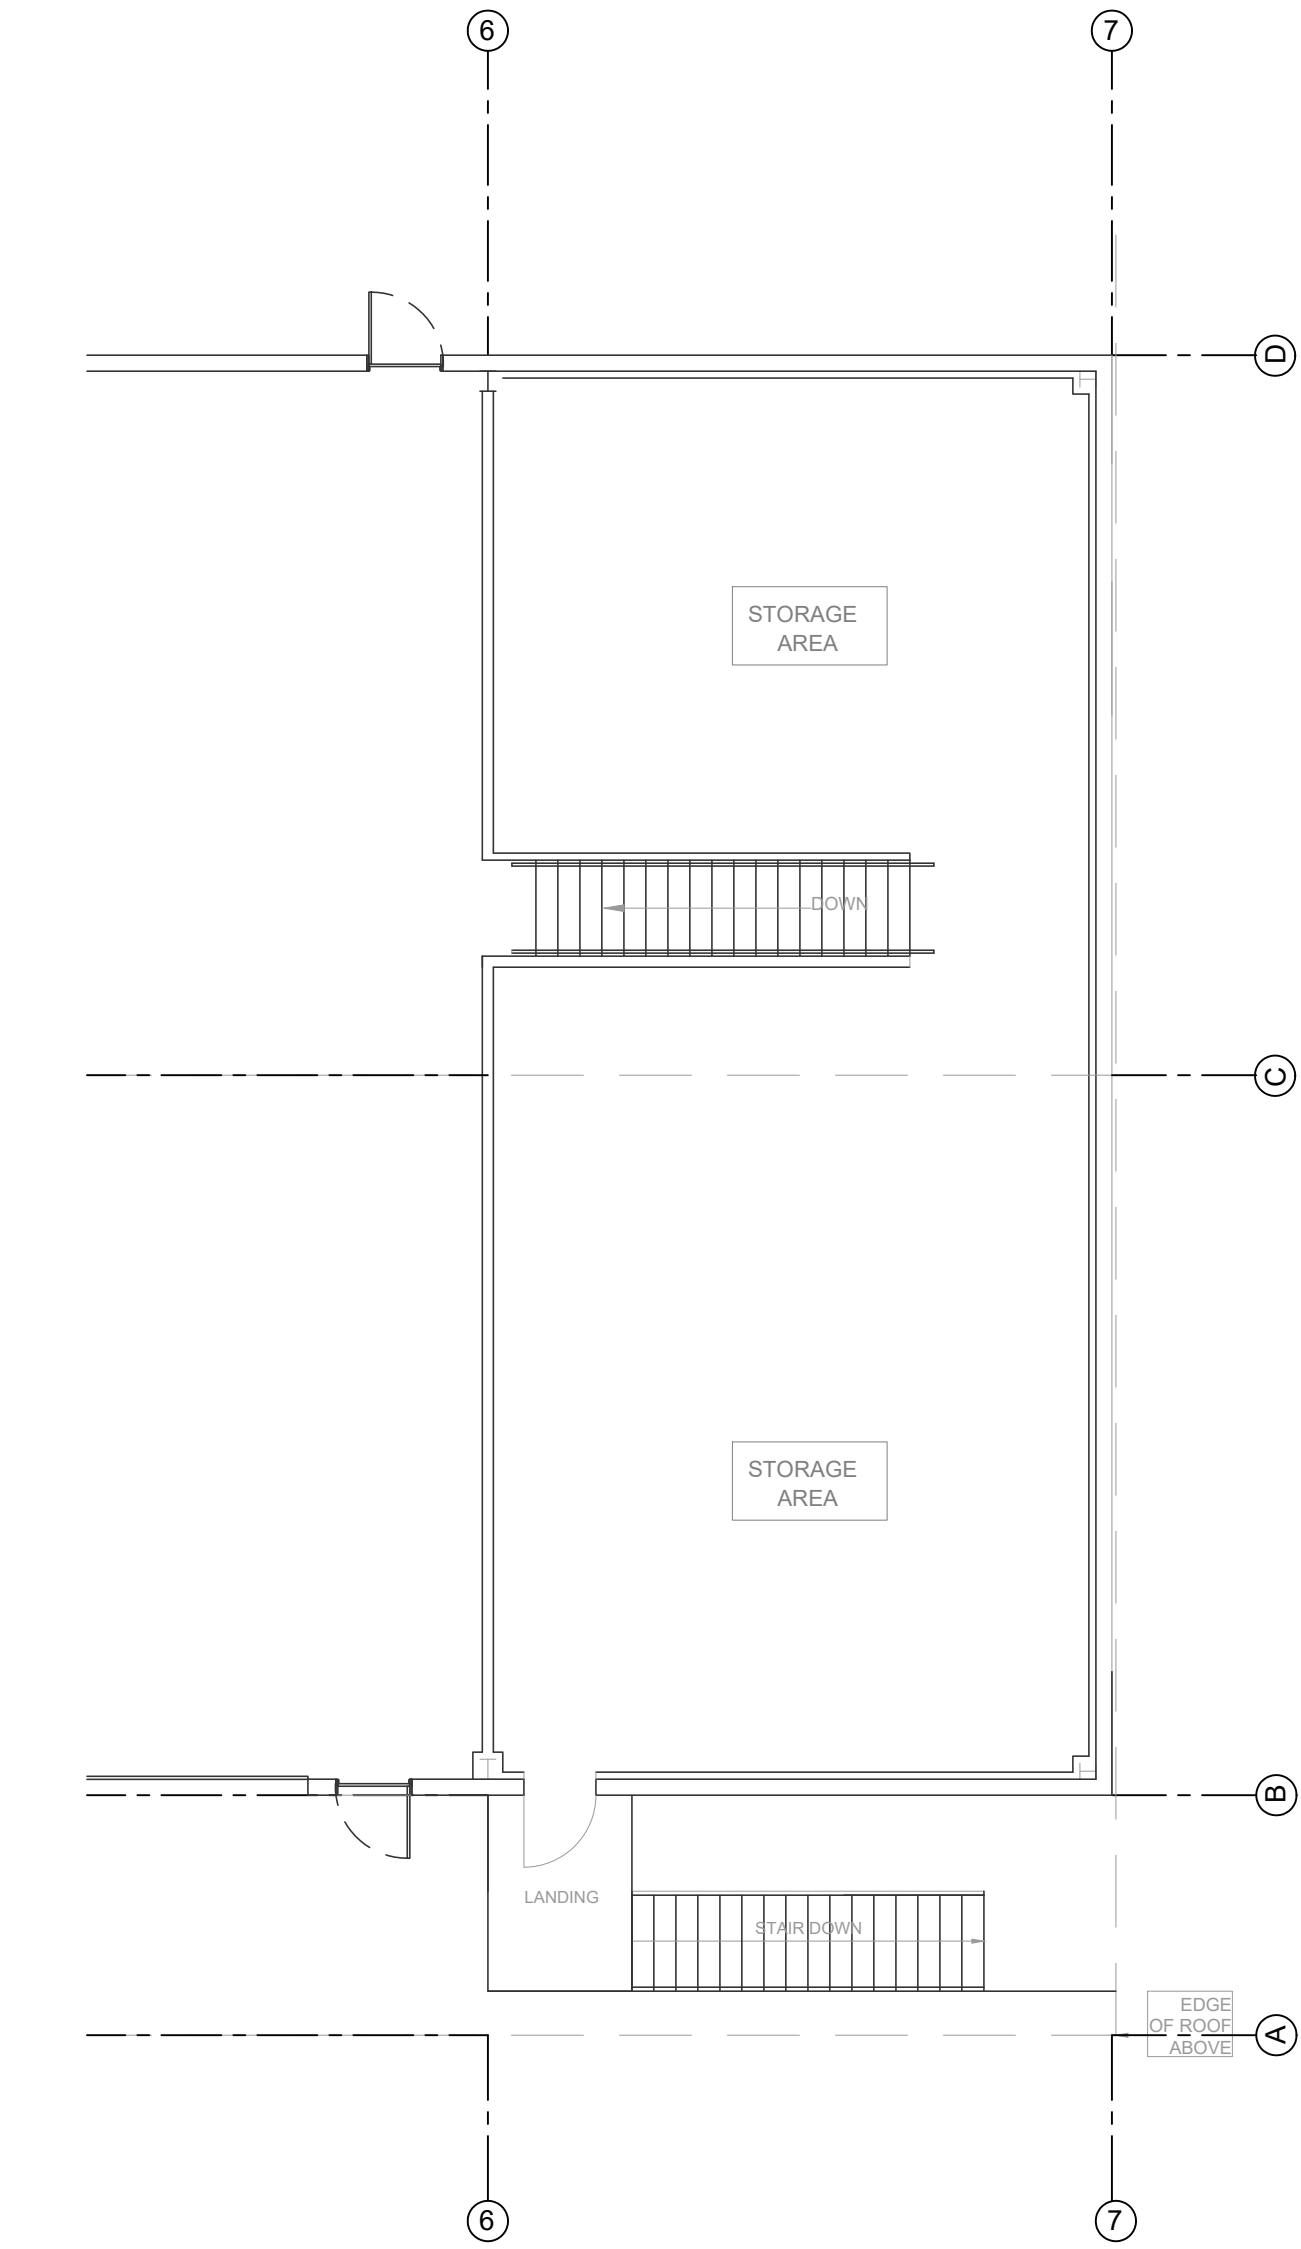 6
7
D
STORAGE
AREA
DOWN
C
STORAGE
AREA
B
LANDING
STAIR DOWN
EDGE
OF ROOF
ABOVE
A
6
7